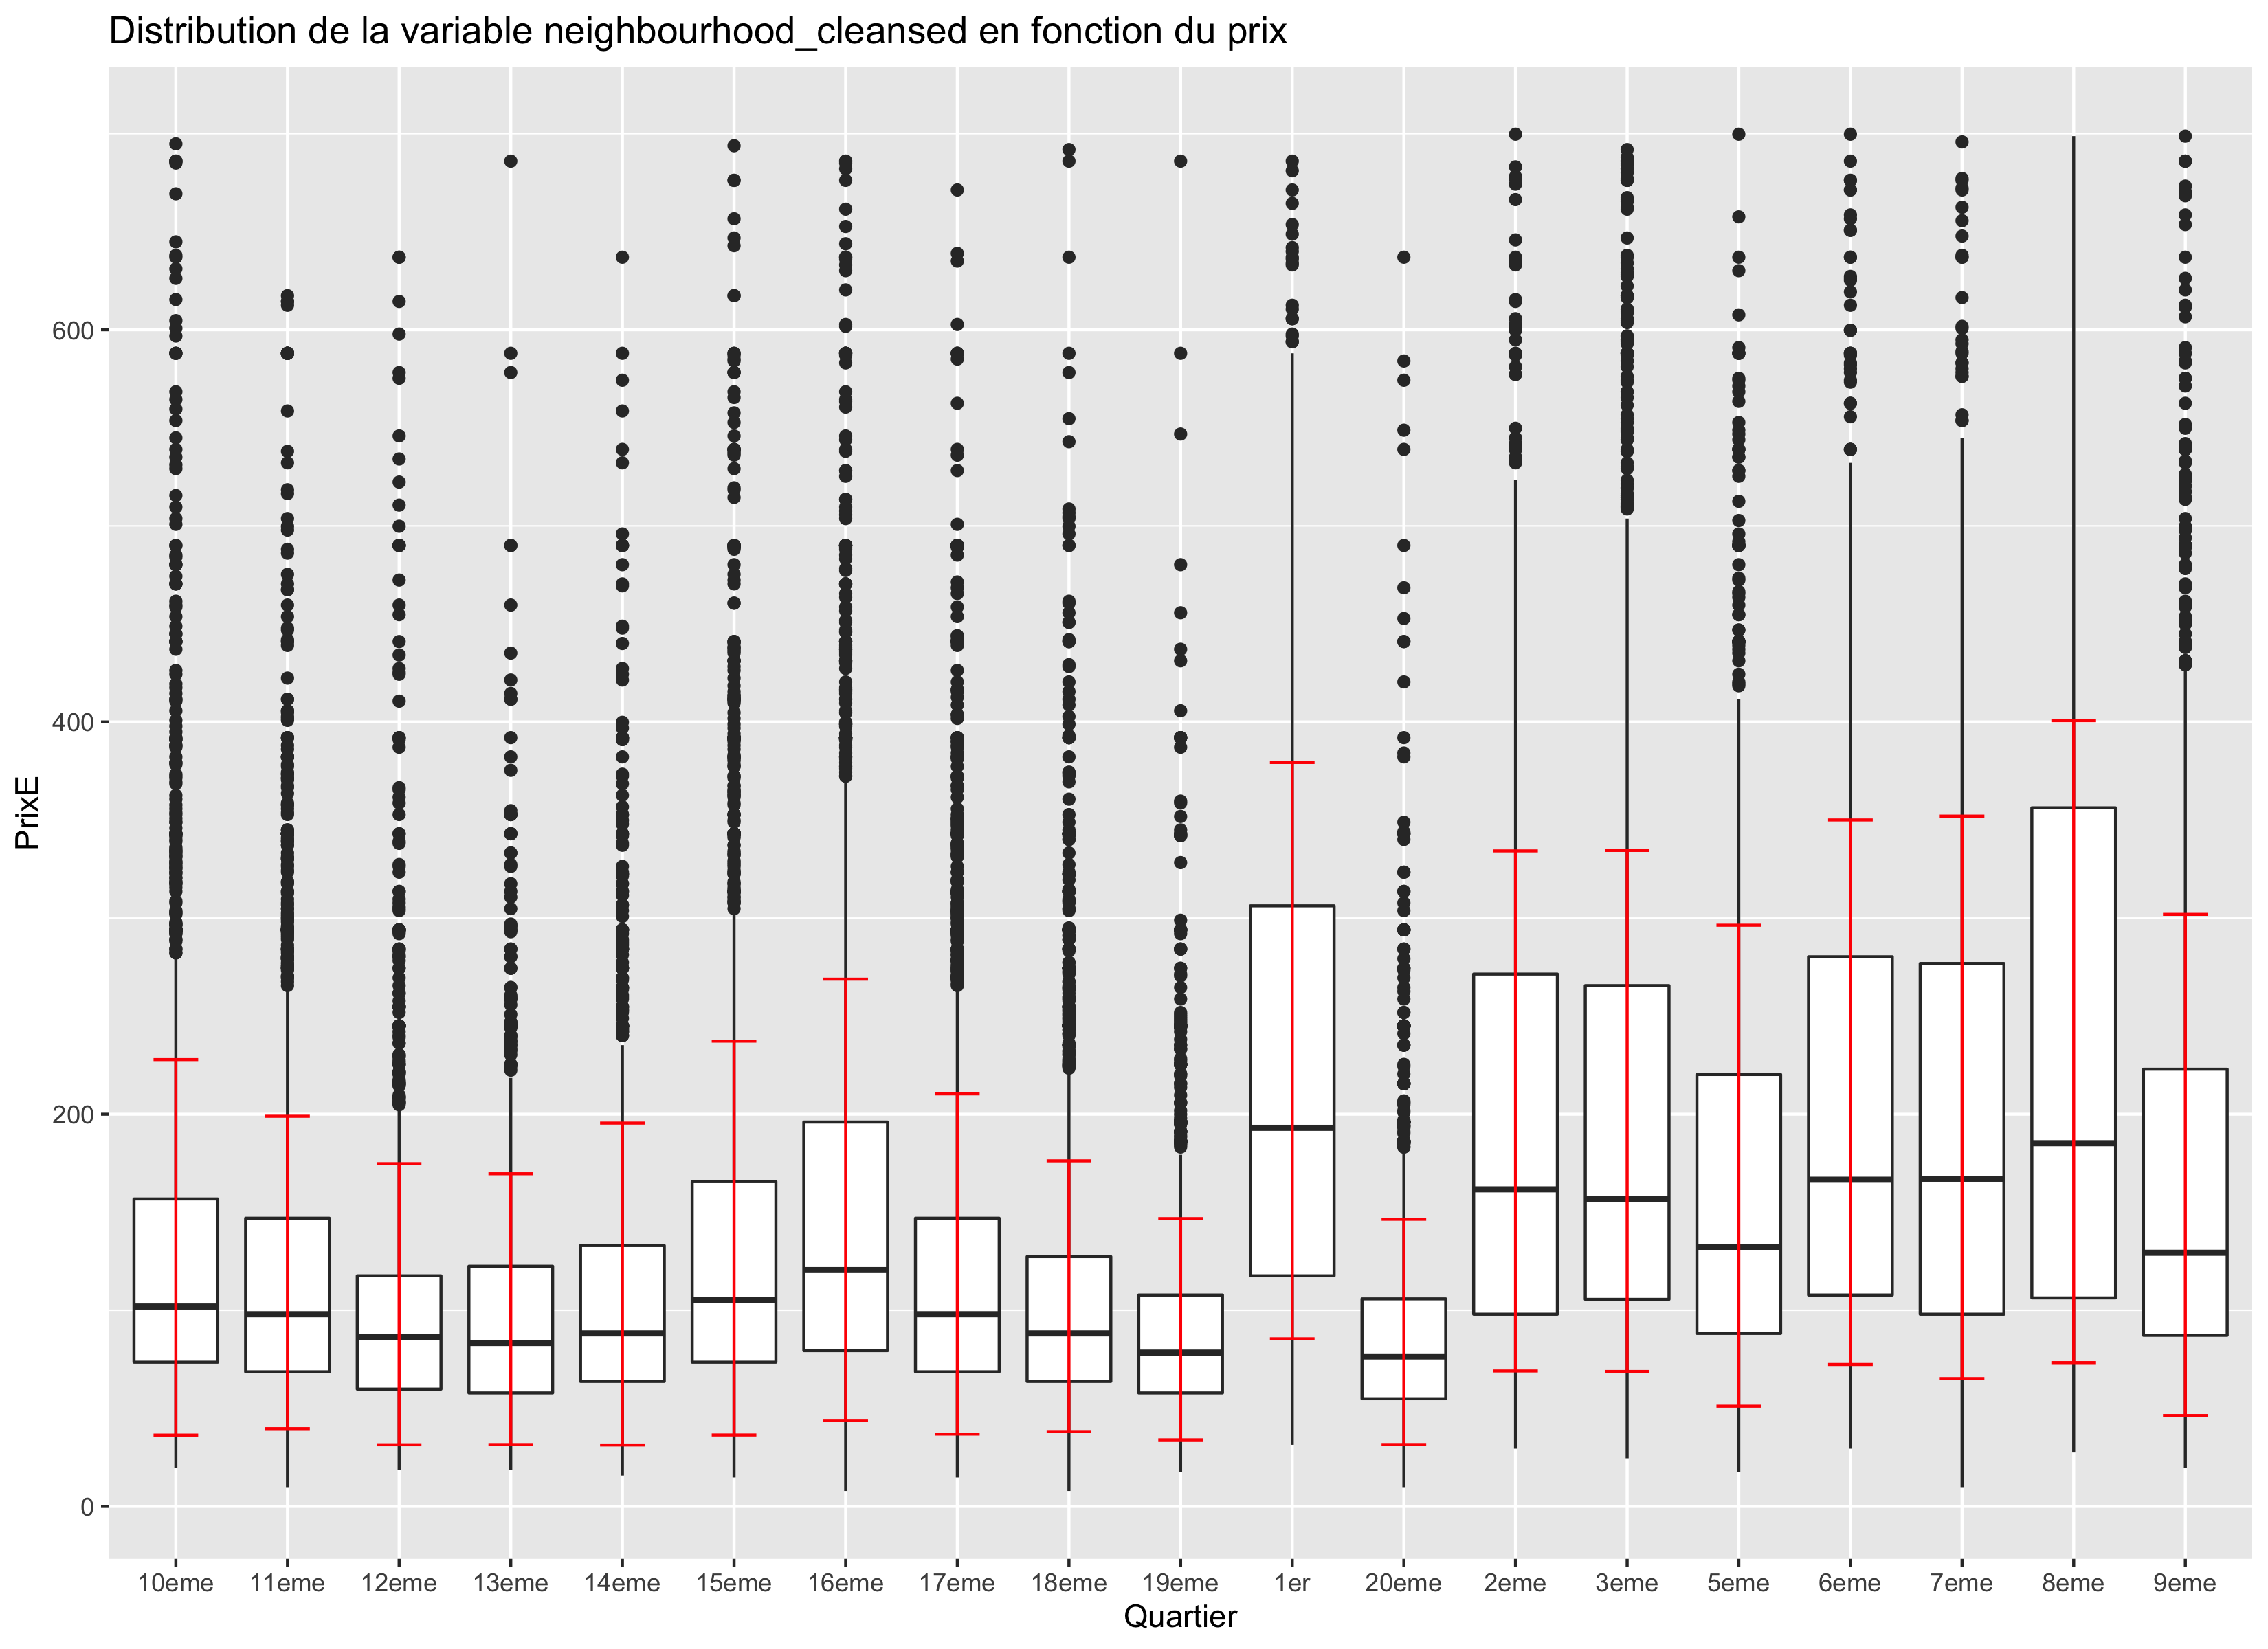 Distribution de la variable neighbourhood_cleansed en fonction du prix
PrixE
600
400
200
0
10eme 11eme 12eme 13eme 14eme 15eme 16eme 17eme 18eme 19eme 1er 20eme 2eme 3eme 5eme 6eme 7eme 8eme 9eme
Quartier